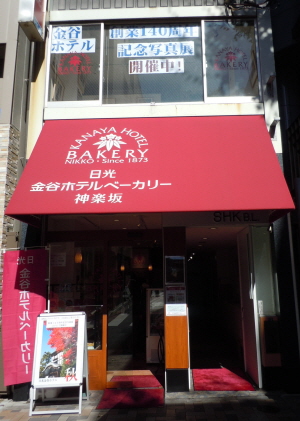 金谷
ホテル
創業140周年
記念写真展
開催中!
BAKERY
KANAYA HOTEL
BAKERY
NIKKO・Since 1873
日光
金谷ホテルベーカリー
神楽坂
日光
金谷ホテルベーカリー